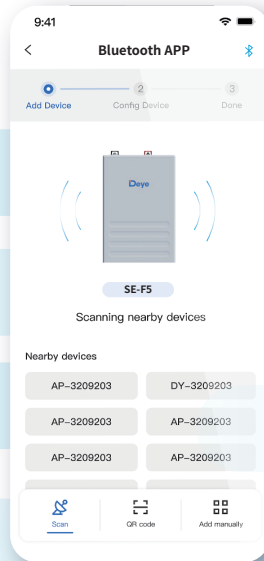 9:41
Bluetooth APP
2 3
Add Device Config Device Done
Deye
SE-F5
Scanning nearby devices
Nearby devices
AP-3209203 DY-3209203
AP-3209203 AP-3209203
AP-3209203 AP-3209203
Scan QR code Add manually